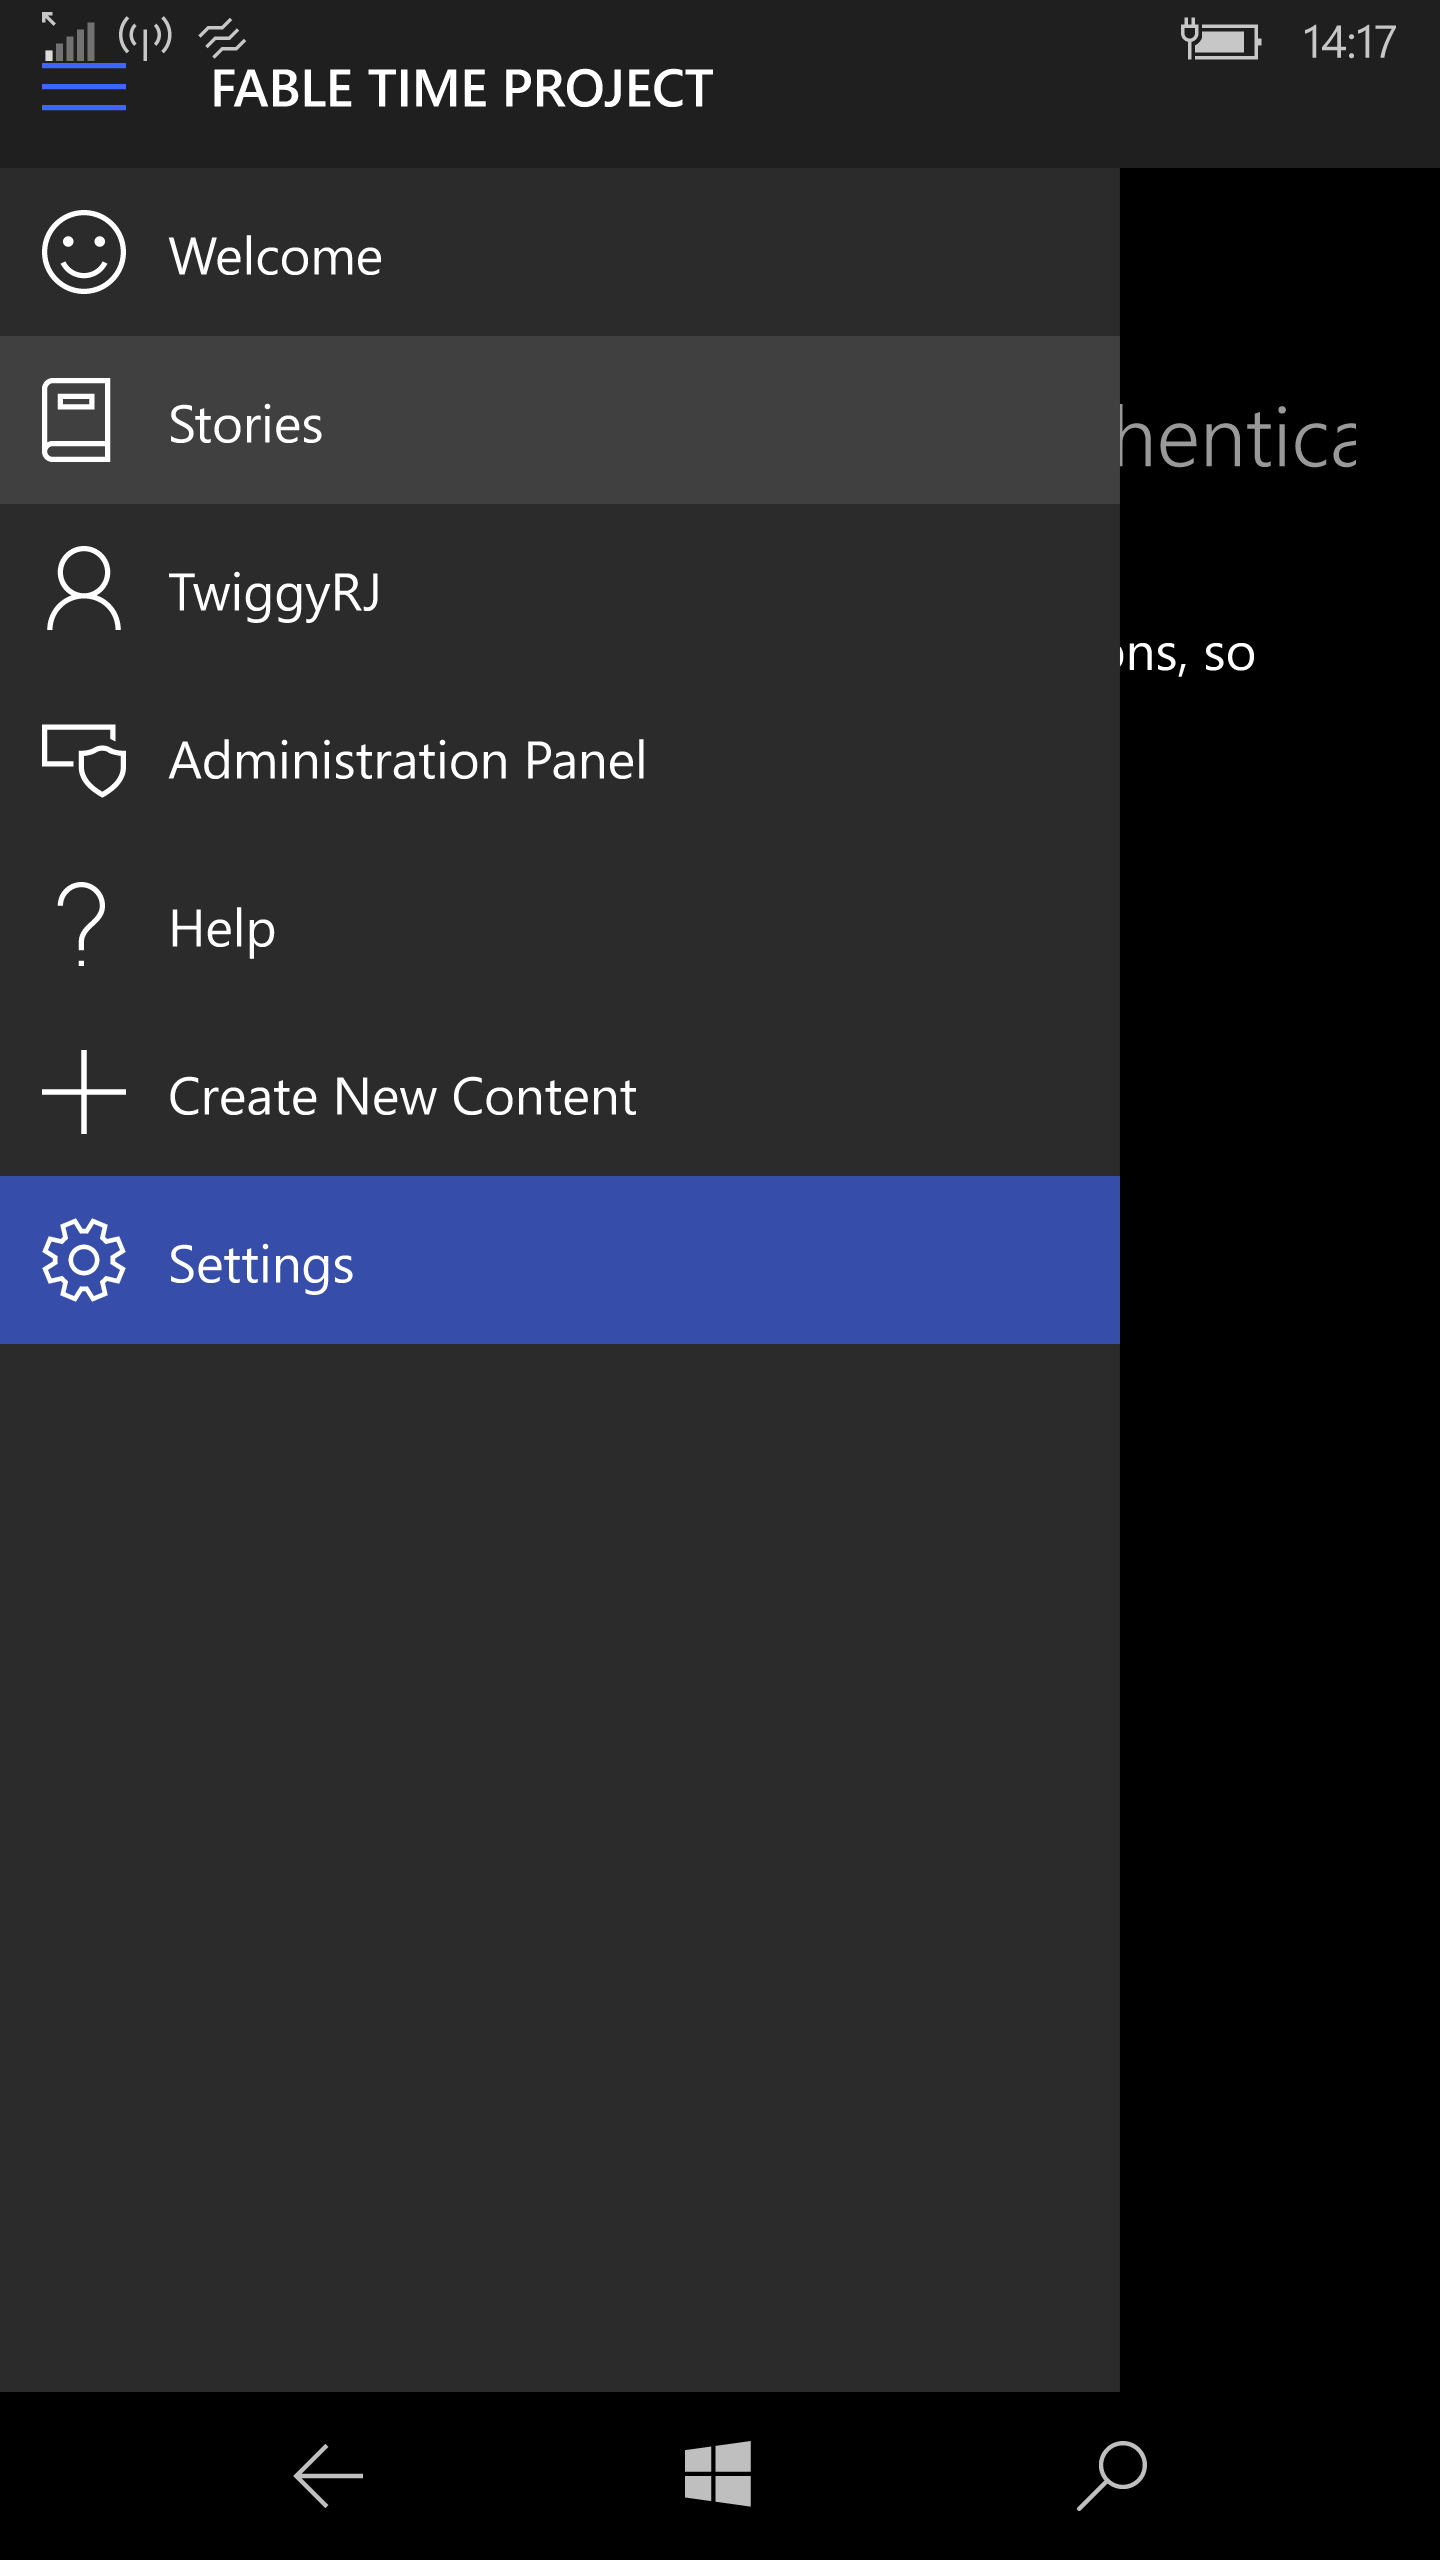 14:17
FABLE TIME PROJECT
Welcome
Stories
hentica
TwiggyRJ
ns, so
Administration Panel
Help
Create New Content
Settings